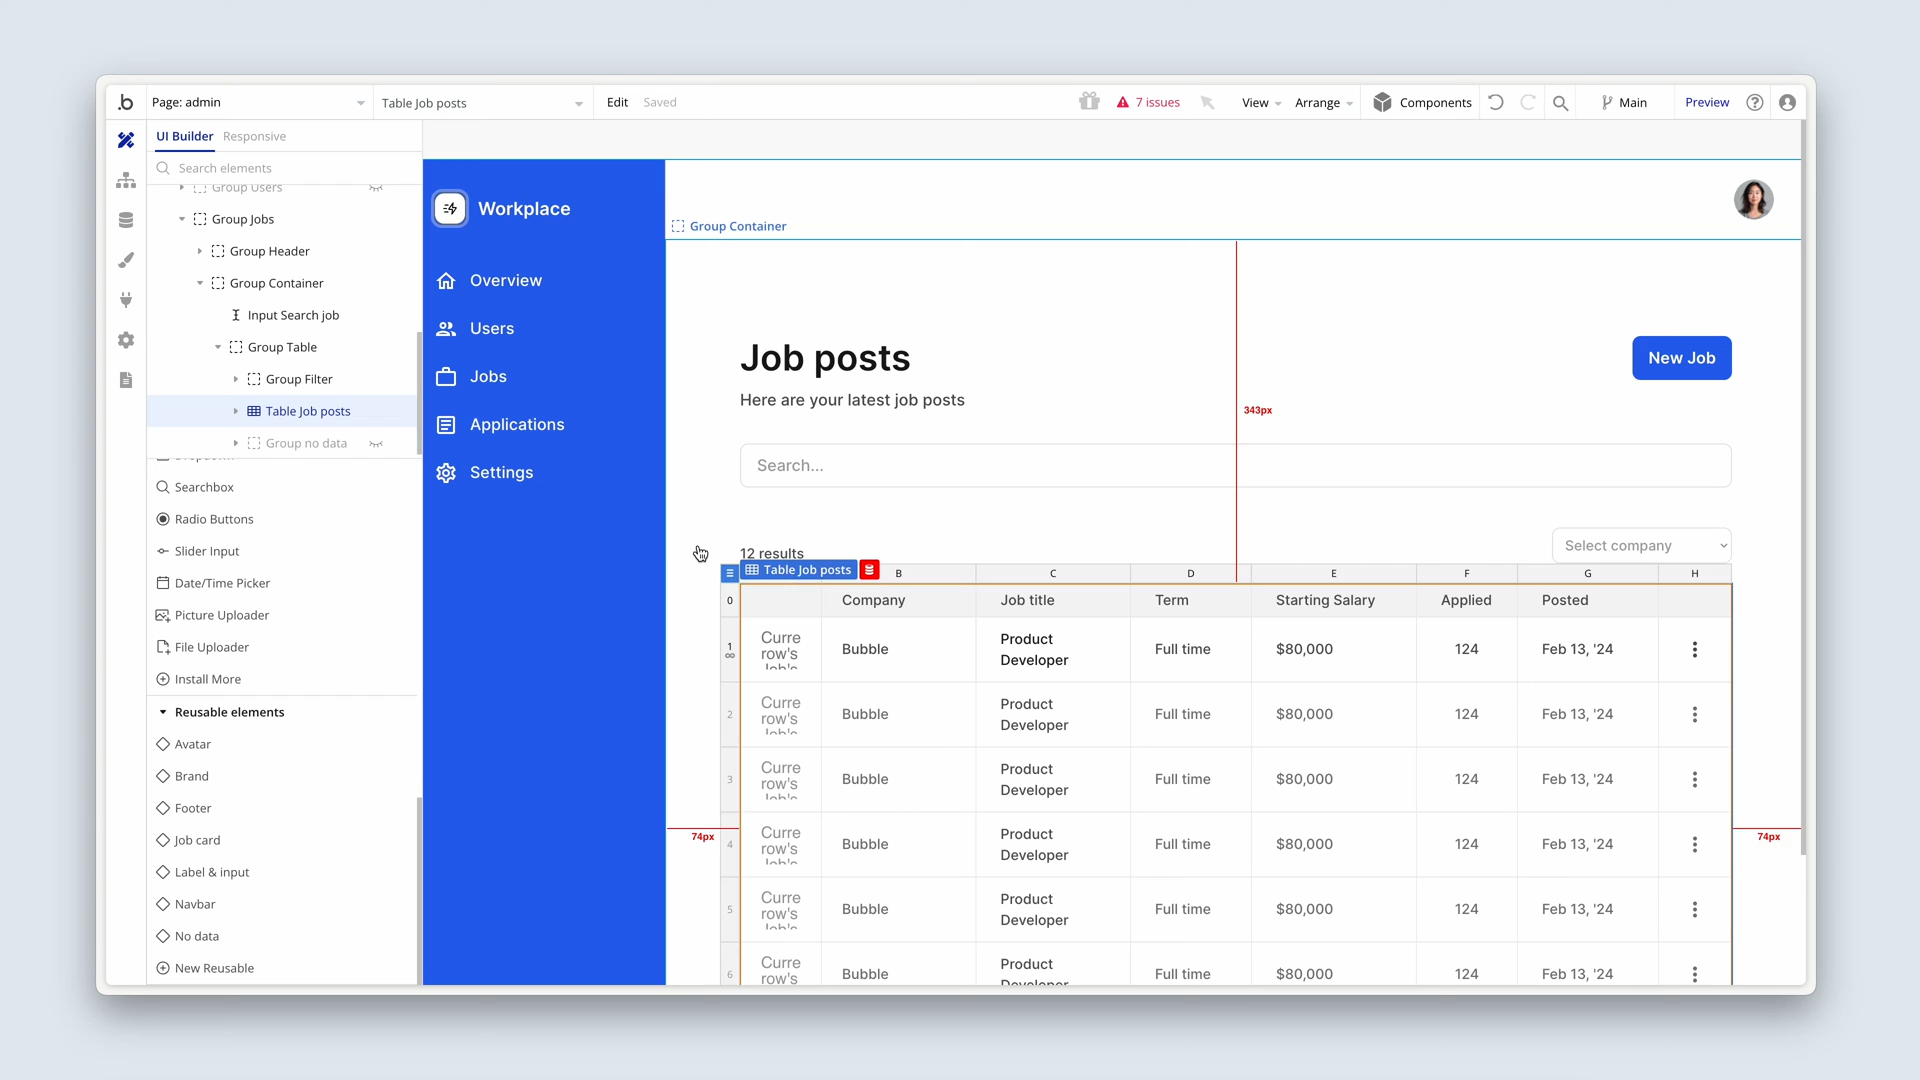 .b Page: admin Table Job posts Edit Saved 7 issues View Arrange Components Main Preview
UI Builder Responsive
Search elements
Group Users
Group Jobs
Group Header
Group Container
Input Search job
Group Table
Group Filter
Table Job posts
Group no data
Searchbox
Radio Buttons
Slider Input
Date/Time Picker
Picture Uploader
File Uploader
Install More
Reusable elements
Avatar
Brand
Footer
Job card
Label & input
Navbar
No data
New Reusable
Workplace
Overview
Users
Jobs
Applications
Settings
Group Container
Job posts
New Job
Here are your latest job posts
343px
Search...
12 results
Select company
Table Job posts B C D E F G H
0 Company Job title Term Starting Salary Applied Posted
1 Curre row's Job's Bubble Product Developer Full time $80,000 124 Feb 13, '24
2 Curre row's Job's Bubble Product Developer Full time $80,000 124 Feb 13, '24
3 Curre row's Job's Bubble Product Developer Full time $80,000 124 Feb 13, '24
74px 74px
4 Curre row's Job's Bubble Product Developer Full time $80,000 124 Feb 13, '24
5 Curre row's Job's Bubble Product Developer Full time $80,000 124 Feb 13, '24
6 Curre row's Bubble Product Developer Full time $80,000 124 Feb 13, '24